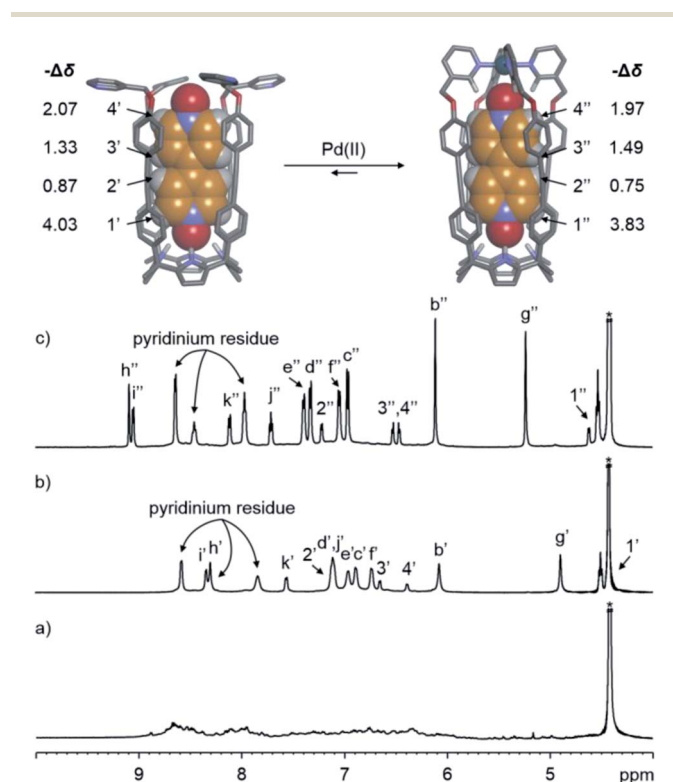 -Δδ -Δδ
2.07 4' 4'' 1.97
1.33 3' Pd(II) 3'' 1.49
0.87 2' 2'' 0.75
4.03 1' 1'' 3.83
c)
pyridinium residue
h'' i'' k'' j'' e'' d'' 2'' f'' c'' 3'',4'' b'' g'' 1'' *
b)
pyridinium residue
i' h' k' 2' d',j' e' c' f' 3' 4' b' g' * 1'
a)
*
9 8 7 6 5 ppm